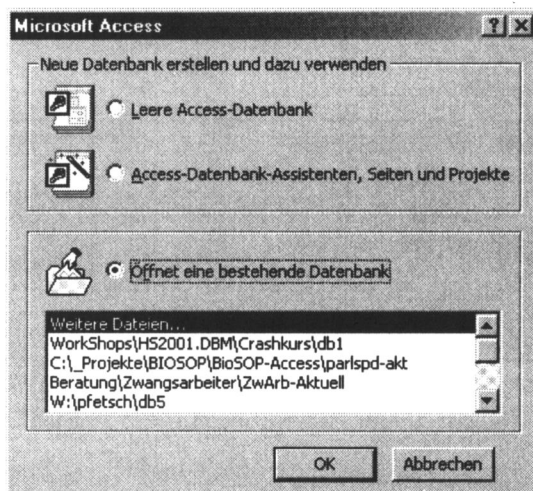 Microsoft Access
Neue Datenbank erstellen und dazu verwenden
Leere Access-Datenbank
Access-Datenbank-Assistenten, Seiten und Projekte
Öffnet eine bestehende Datenbank
Weitere Dateien...
WorkShops\HS2001.DBM\Crashkurs\db1
C:\_Projekte\BIOSOP\BioSOP-Access\parlspd-akt
Beratung\Zwangsarbeiter\ZwArb-Aktuell
W:\pfetsch\db5
OK Abbrechen